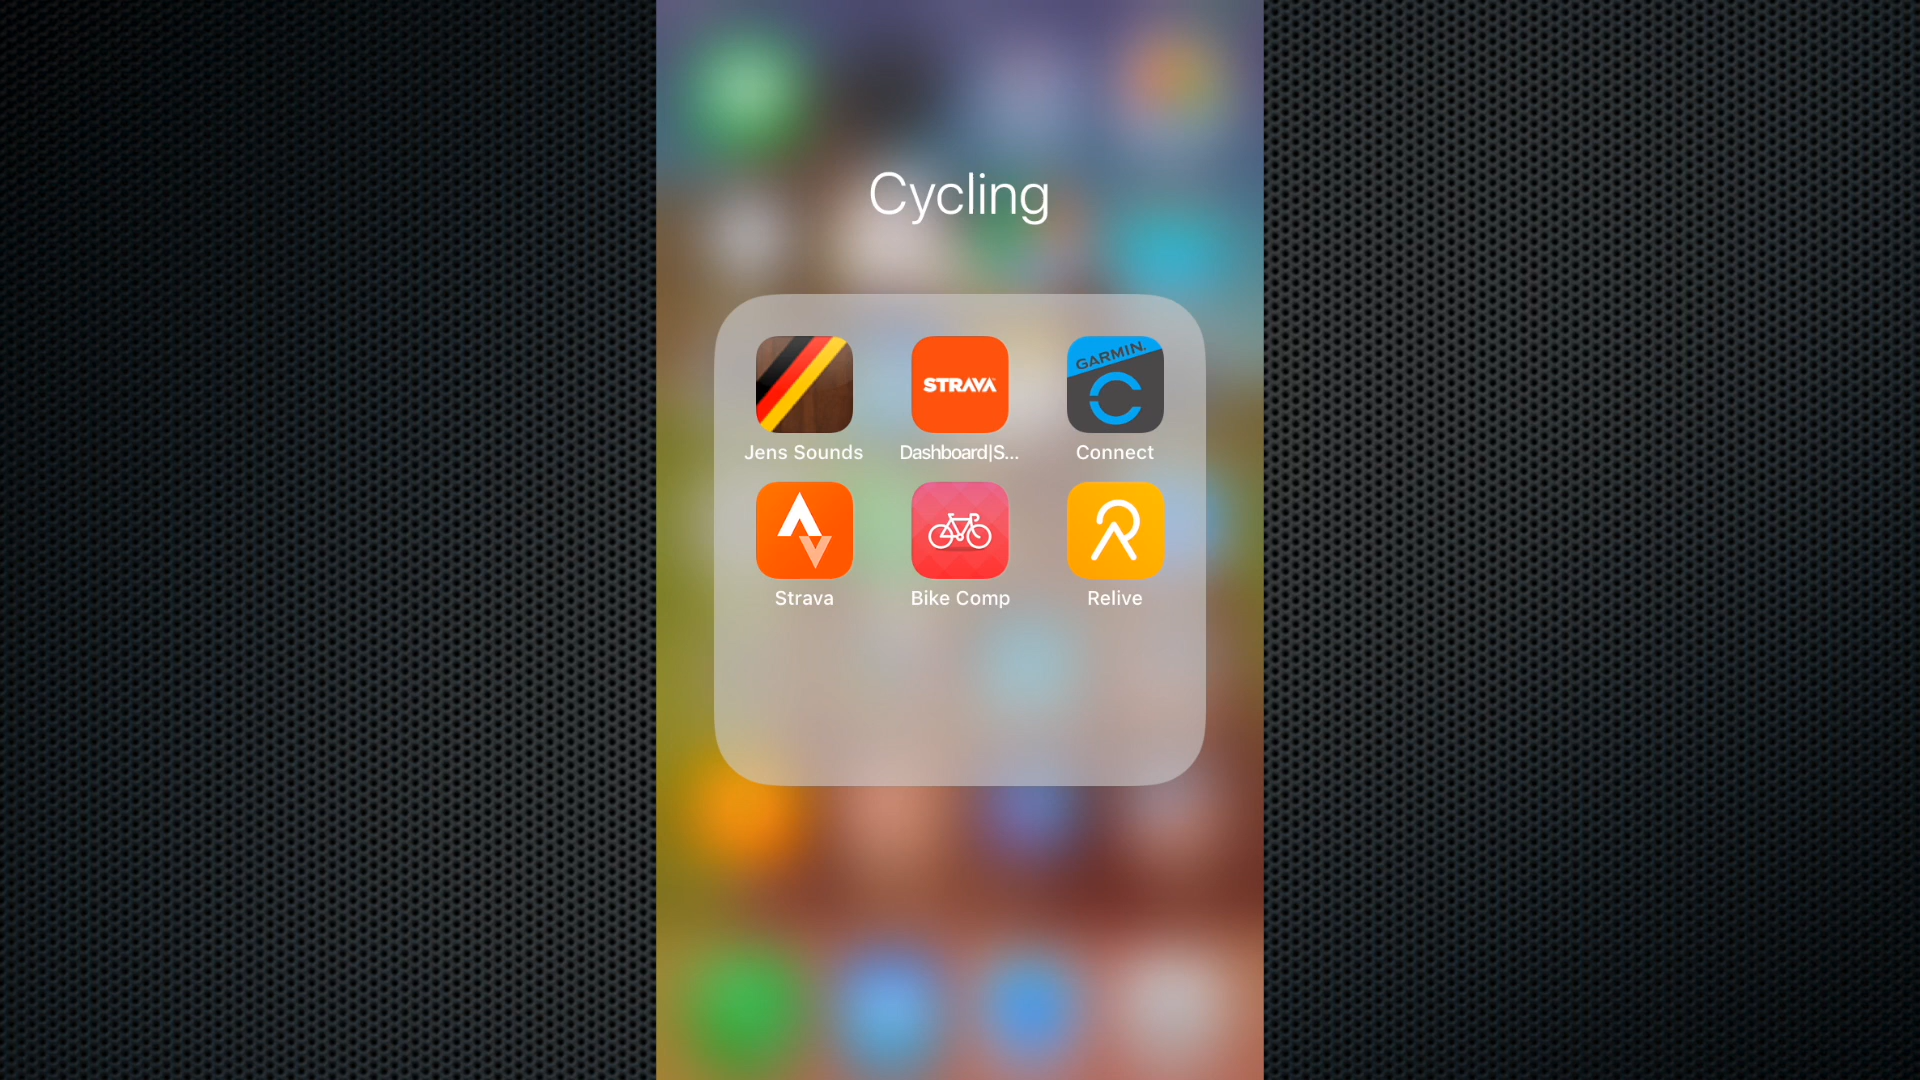 Cycling
STRAVA
GARMIN.
Jens Sounds
Dashboard|S...
Connect
Strava
Bike Comp
Relive